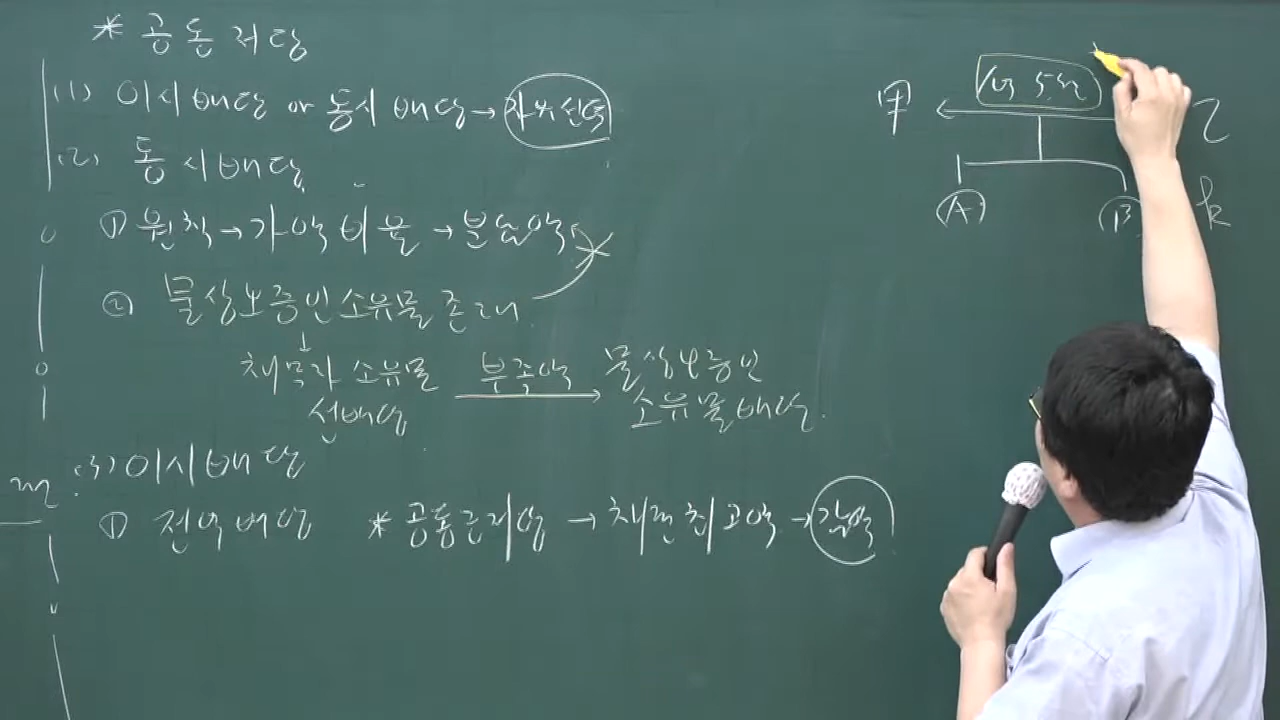 * 공동저당
(1) 이시배당 or 동시배당 → 자유선택
(2) 동시배당
① 원칙 → 가액비율 → 불요액
② 물상보증인소유물 존재
↓
채무자 소유물 부족액 → 물상보증인
선배당 소유물배당.
(3) 이시배당
① 전액배당 * 공동근저당 → 채권최고액 → 감액
甲 ← 1억 5천 乙
A B